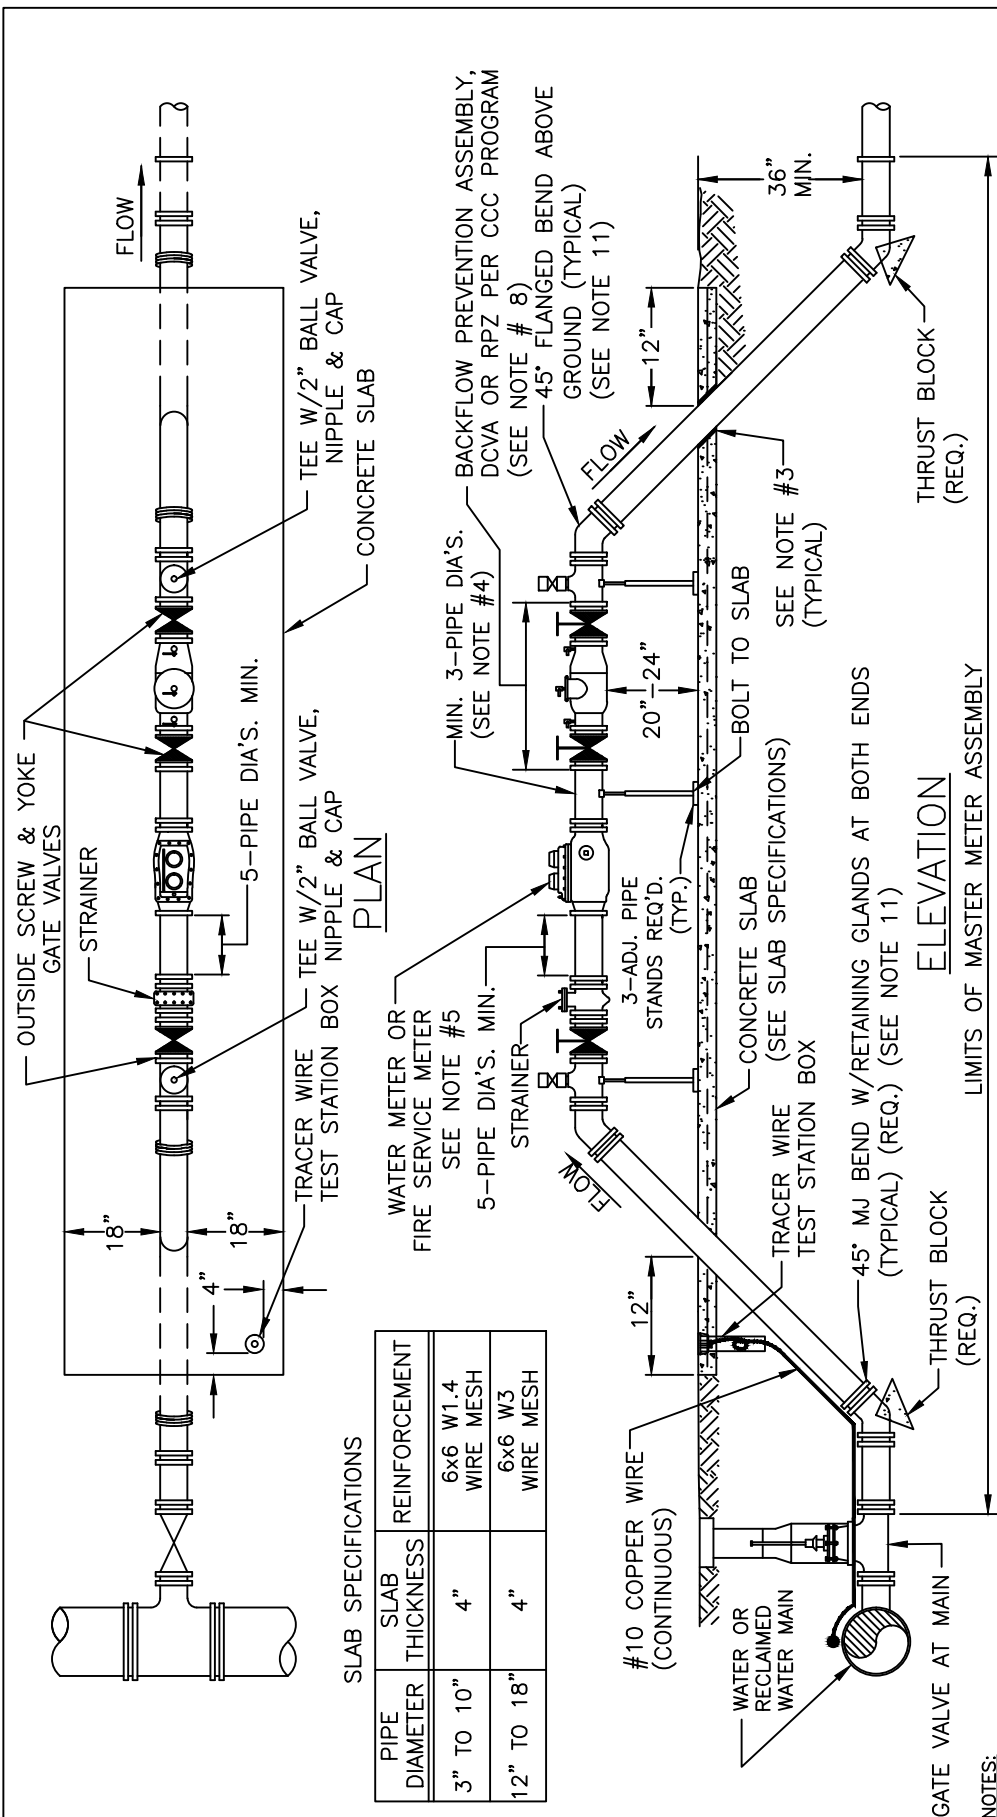 FLOW
OUTSIDE SCREW & YOKE
GATE VALVES
STRAINER
5-PIPE DIA'S. MIN.
TEE W/2" BALL VALVE,
NIPPLE & CAP
CONCRETE SLAB
TEE W/2" BALL VALVE,
NIPPLE & CAP
TRACER WIRE
TEST STATION BOX
18"
18"
4"
PLAN
SLAB SPECIFICATIONS
PIPE
DIAMETER
SLAB
THICKNESS
REINFORCEMENT
3" TO 10"
4"
6x6 W1.4
WIRE MESH
12" TO 18"
4"
6x6 W3
WIRE MESH
WATER METER OR
FIRE SERVICE METER
SEE NOTE #5
5-PIPE DIA'S. MIN.
STRAINER
MIN. 3-PIPE DIA'S.
(SEE NOTE #4)
BACKFLOW PREVENTION ASSEMBLY,
DCVA OR RPZ PER CCC PROGRAM
(SEE NOTE # 8)
45° FLANGED BEND ABOVE
GROUND (TYPICAL)
(SEE NOTE 11)
FLOW
FLOW
3-ADJ. PIPE
STANDS REQ'D.
(TYP.)
20"-24"
12"
12"
36"
MIN.
BOLT TO SLAB
SEE NOTE #3
(TYPICAL)
CONCRETE SLAB
(SEE SLAB SPECIFICATIONS)
TRACER WIRE
TEST STATION BOX
#10 COPPER WIRE
(CONTINUOUS)
WATER OR
RECLAIMED
WATER MAIN
45° MJ BEND W/RETAINING GLANDS AT BOTH ENDS
(TYPICAL) (REQ.) (SEE NOTE 11)
THRUST BLOCK
(REQ.)
THRUST BLOCK
(REQ.)
ELEVATION
LIMITS OF MASTER METER ASSEMBLY
GATE VALVE AT MAIN
NOTES: